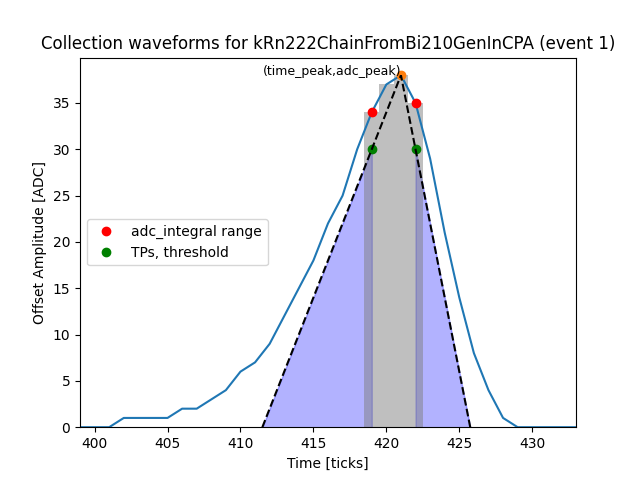 Collection waveforms for kRn222ChainFromBi210GenInCPA (event 1)
(time_peak,adc_peak)
35
30
25
20
15
10
5
0
Offset Amplitude [ADC]
adc_integral range
TPs, threshold
400 405 410 415 420 425 430
Time [ticks]